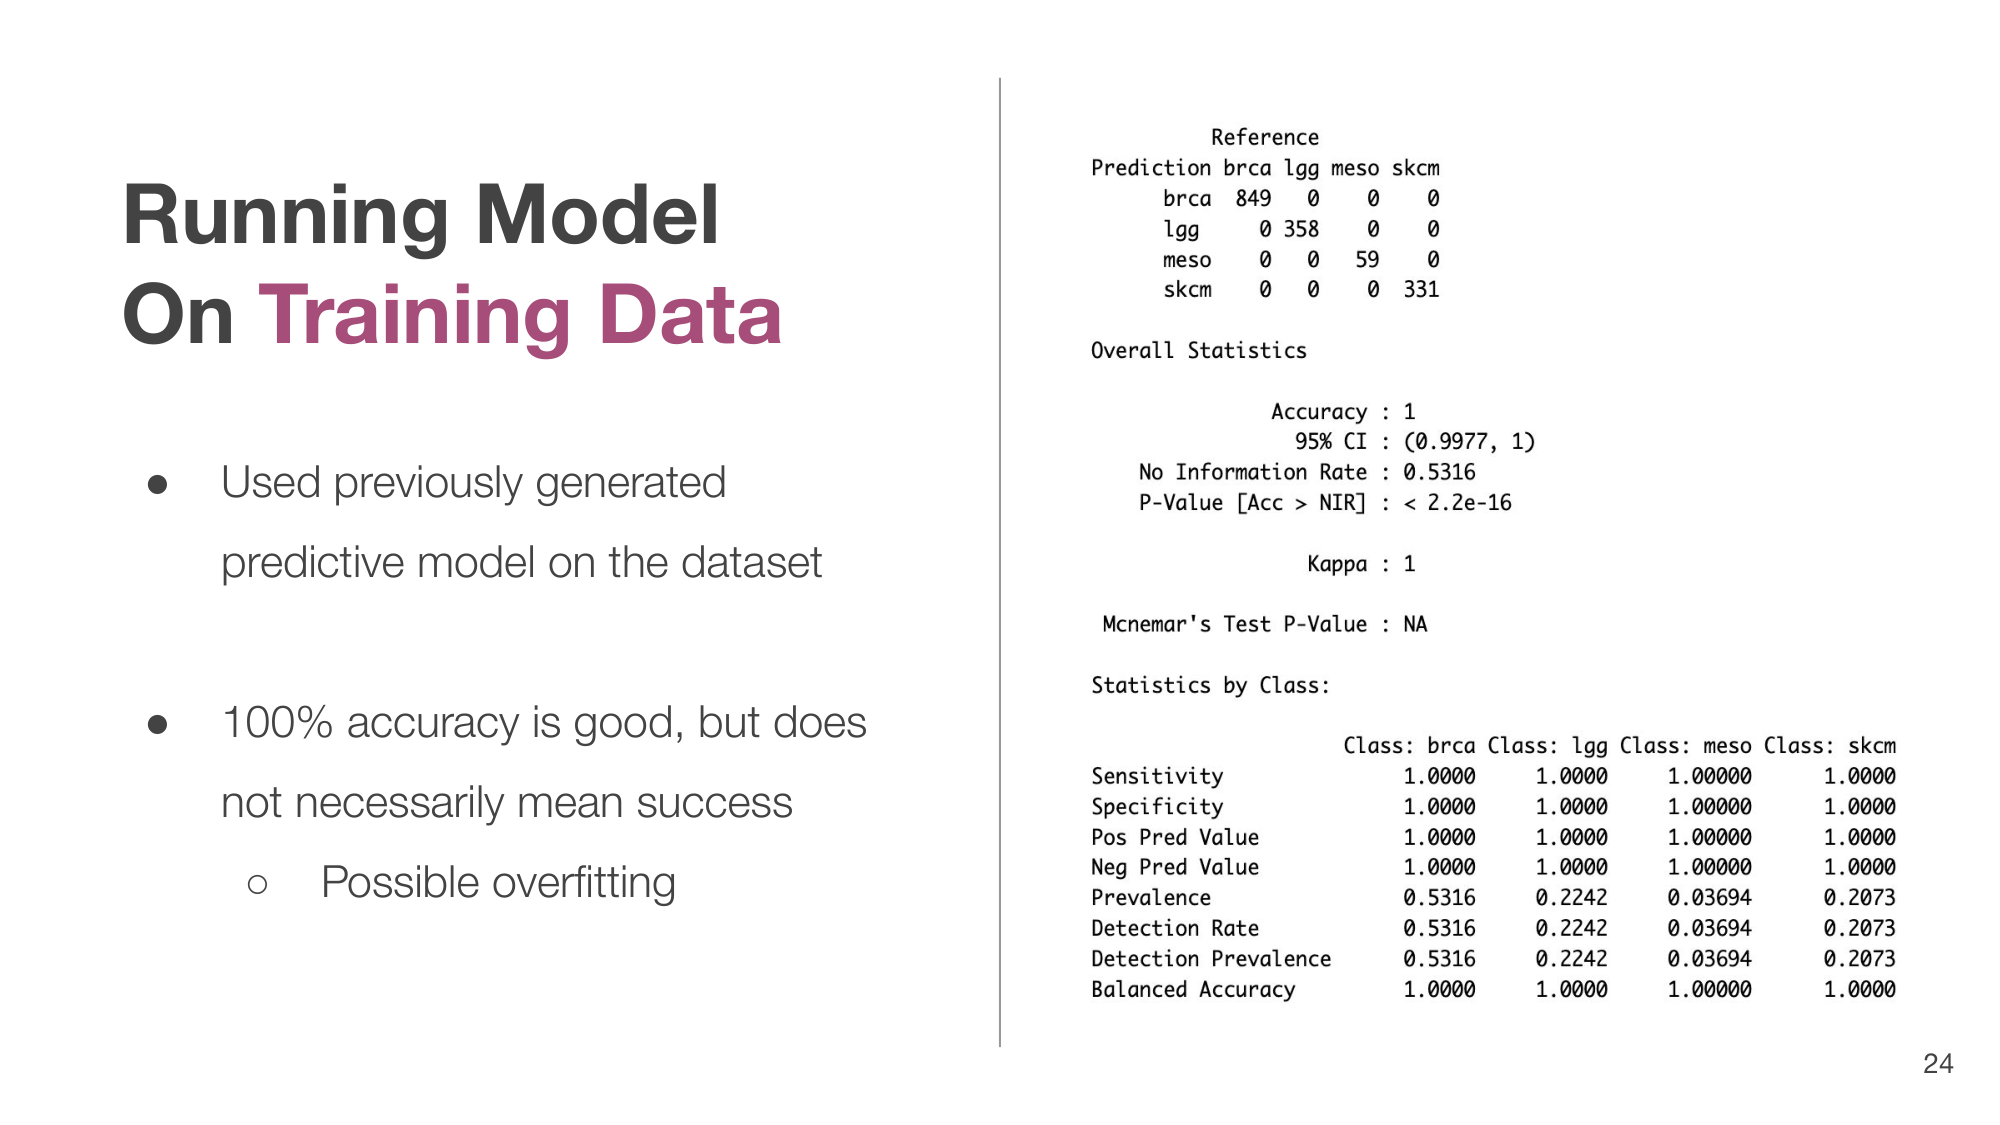 Running Model
On Training Data
● Used previously generated
predictive model on the dataset
● 100% accuracy is good, but does
not necessarily mean success
○ Possible overfitting
Reference
Prediction brca lgg meso skcm
brca 849 0 0 0
lgg 0 358 0 0
meso 0 0 59 0
skcm 0 0 0 331
Overall Statistics
Accuracy : 1
95% CI : (0.9977, 1)
No Information Rate : 0.5316
P-Value [Acc > NIR] : < 2.2e-16
Kappa : 1
Mcnemar's Test P-Value : NA
Statistics by Class:
Class: brca Class: lgg Class: meso Class: skcm
Sensitivity 1.0000 1.0000 1.00000 1.0000
Specificity 1.0000 1.0000 1.00000 1.0000
Pos Pred Value 1.0000 1.0000 1.00000 1.0000
Neg Pred Value 1.0000 1.0000 1.00000 1.0000
Prevalence 0.5316 0.2242 0.03694 0.2073
Detection Rate 0.5316 0.2242 0.03694 0.2073
Detection Prevalence 0.5316 0.2242 0.03694 0.2073
Balanced Accuracy 1.0000 1.0000 1.00000 1.0000
24